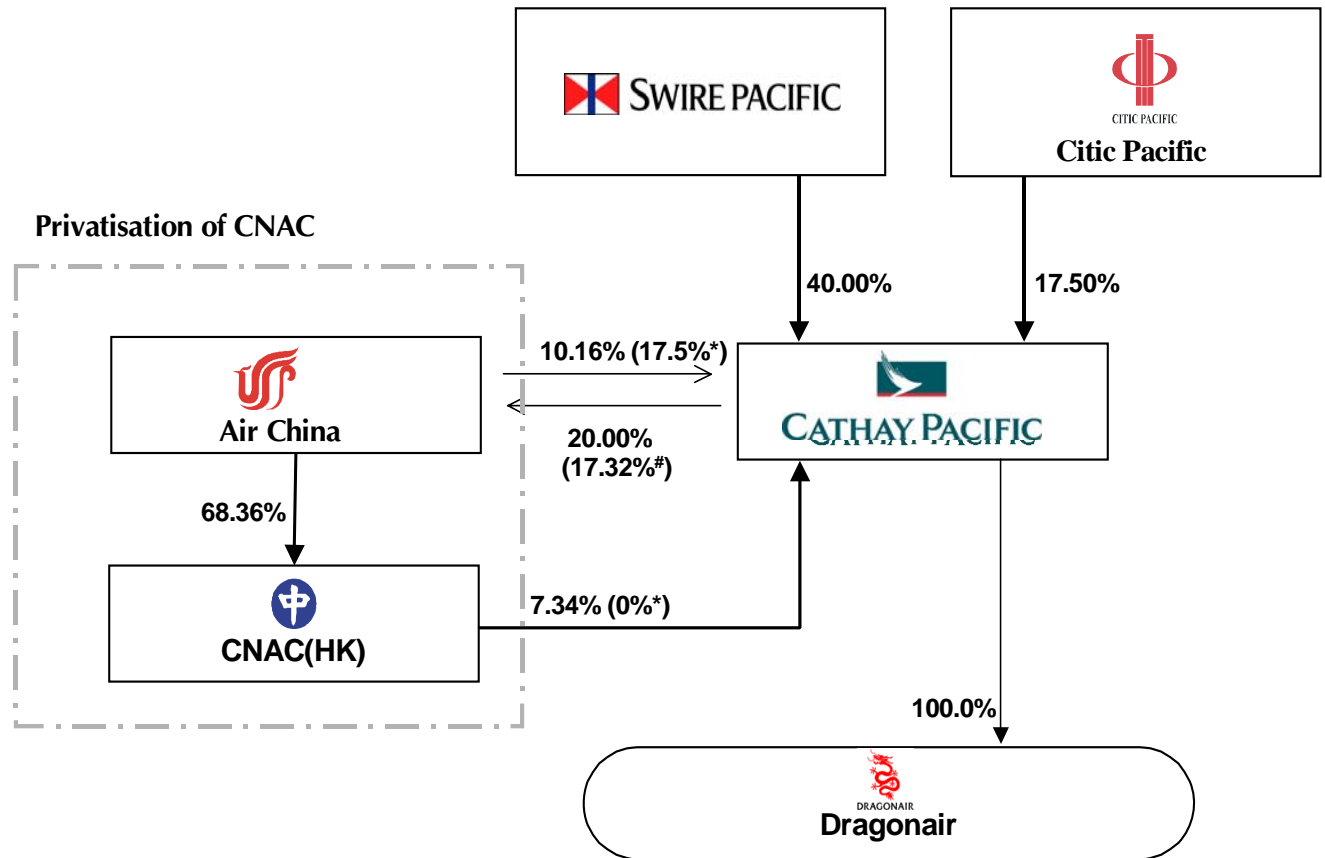 SWIRE PACIFIC
CITIC PACIFIC
Citic Pacific
Privatisation of CNAC
40.00%
17.50%
10.16% (17.5%*)
Air China
CATHAY PACIFIC
20.00%
(17.32%#)
68.36%
中
7.34% (0%*)
CNAC(HK)
100.0%
DRAGONAIR
Dragonair